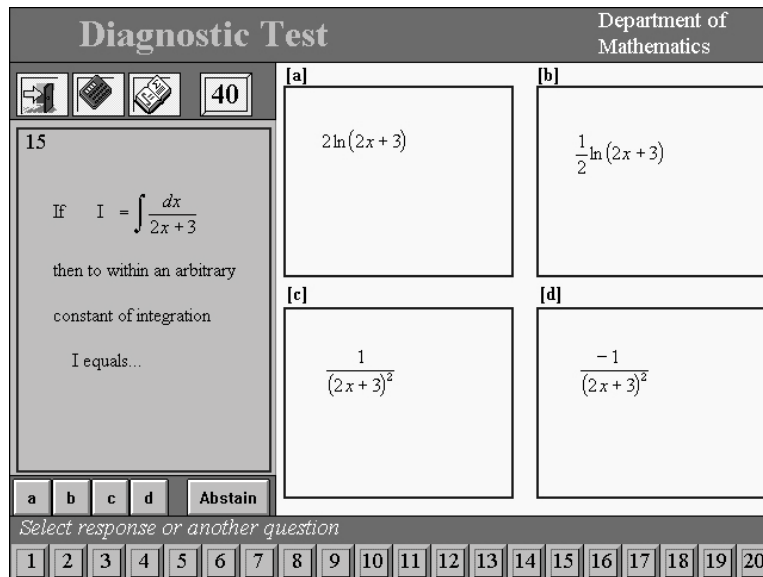 Diagnostic Test
Department of
Mathematics
40
15
If I = ∫ dx / 2x + 3
then to within an arbitrary
constant of integration
I equals...
[a]
2ln(2x + 3)
[b]
1/2 ln(2x + 3)
[c]
1 / (2x + 3)²
[d]
-1 / (2x + 3)²
a b c d Abstain
Select response or another question
1 2 3 4 5 6 7 8 9 10 11 12 13 14 15 16 17 18 19 20